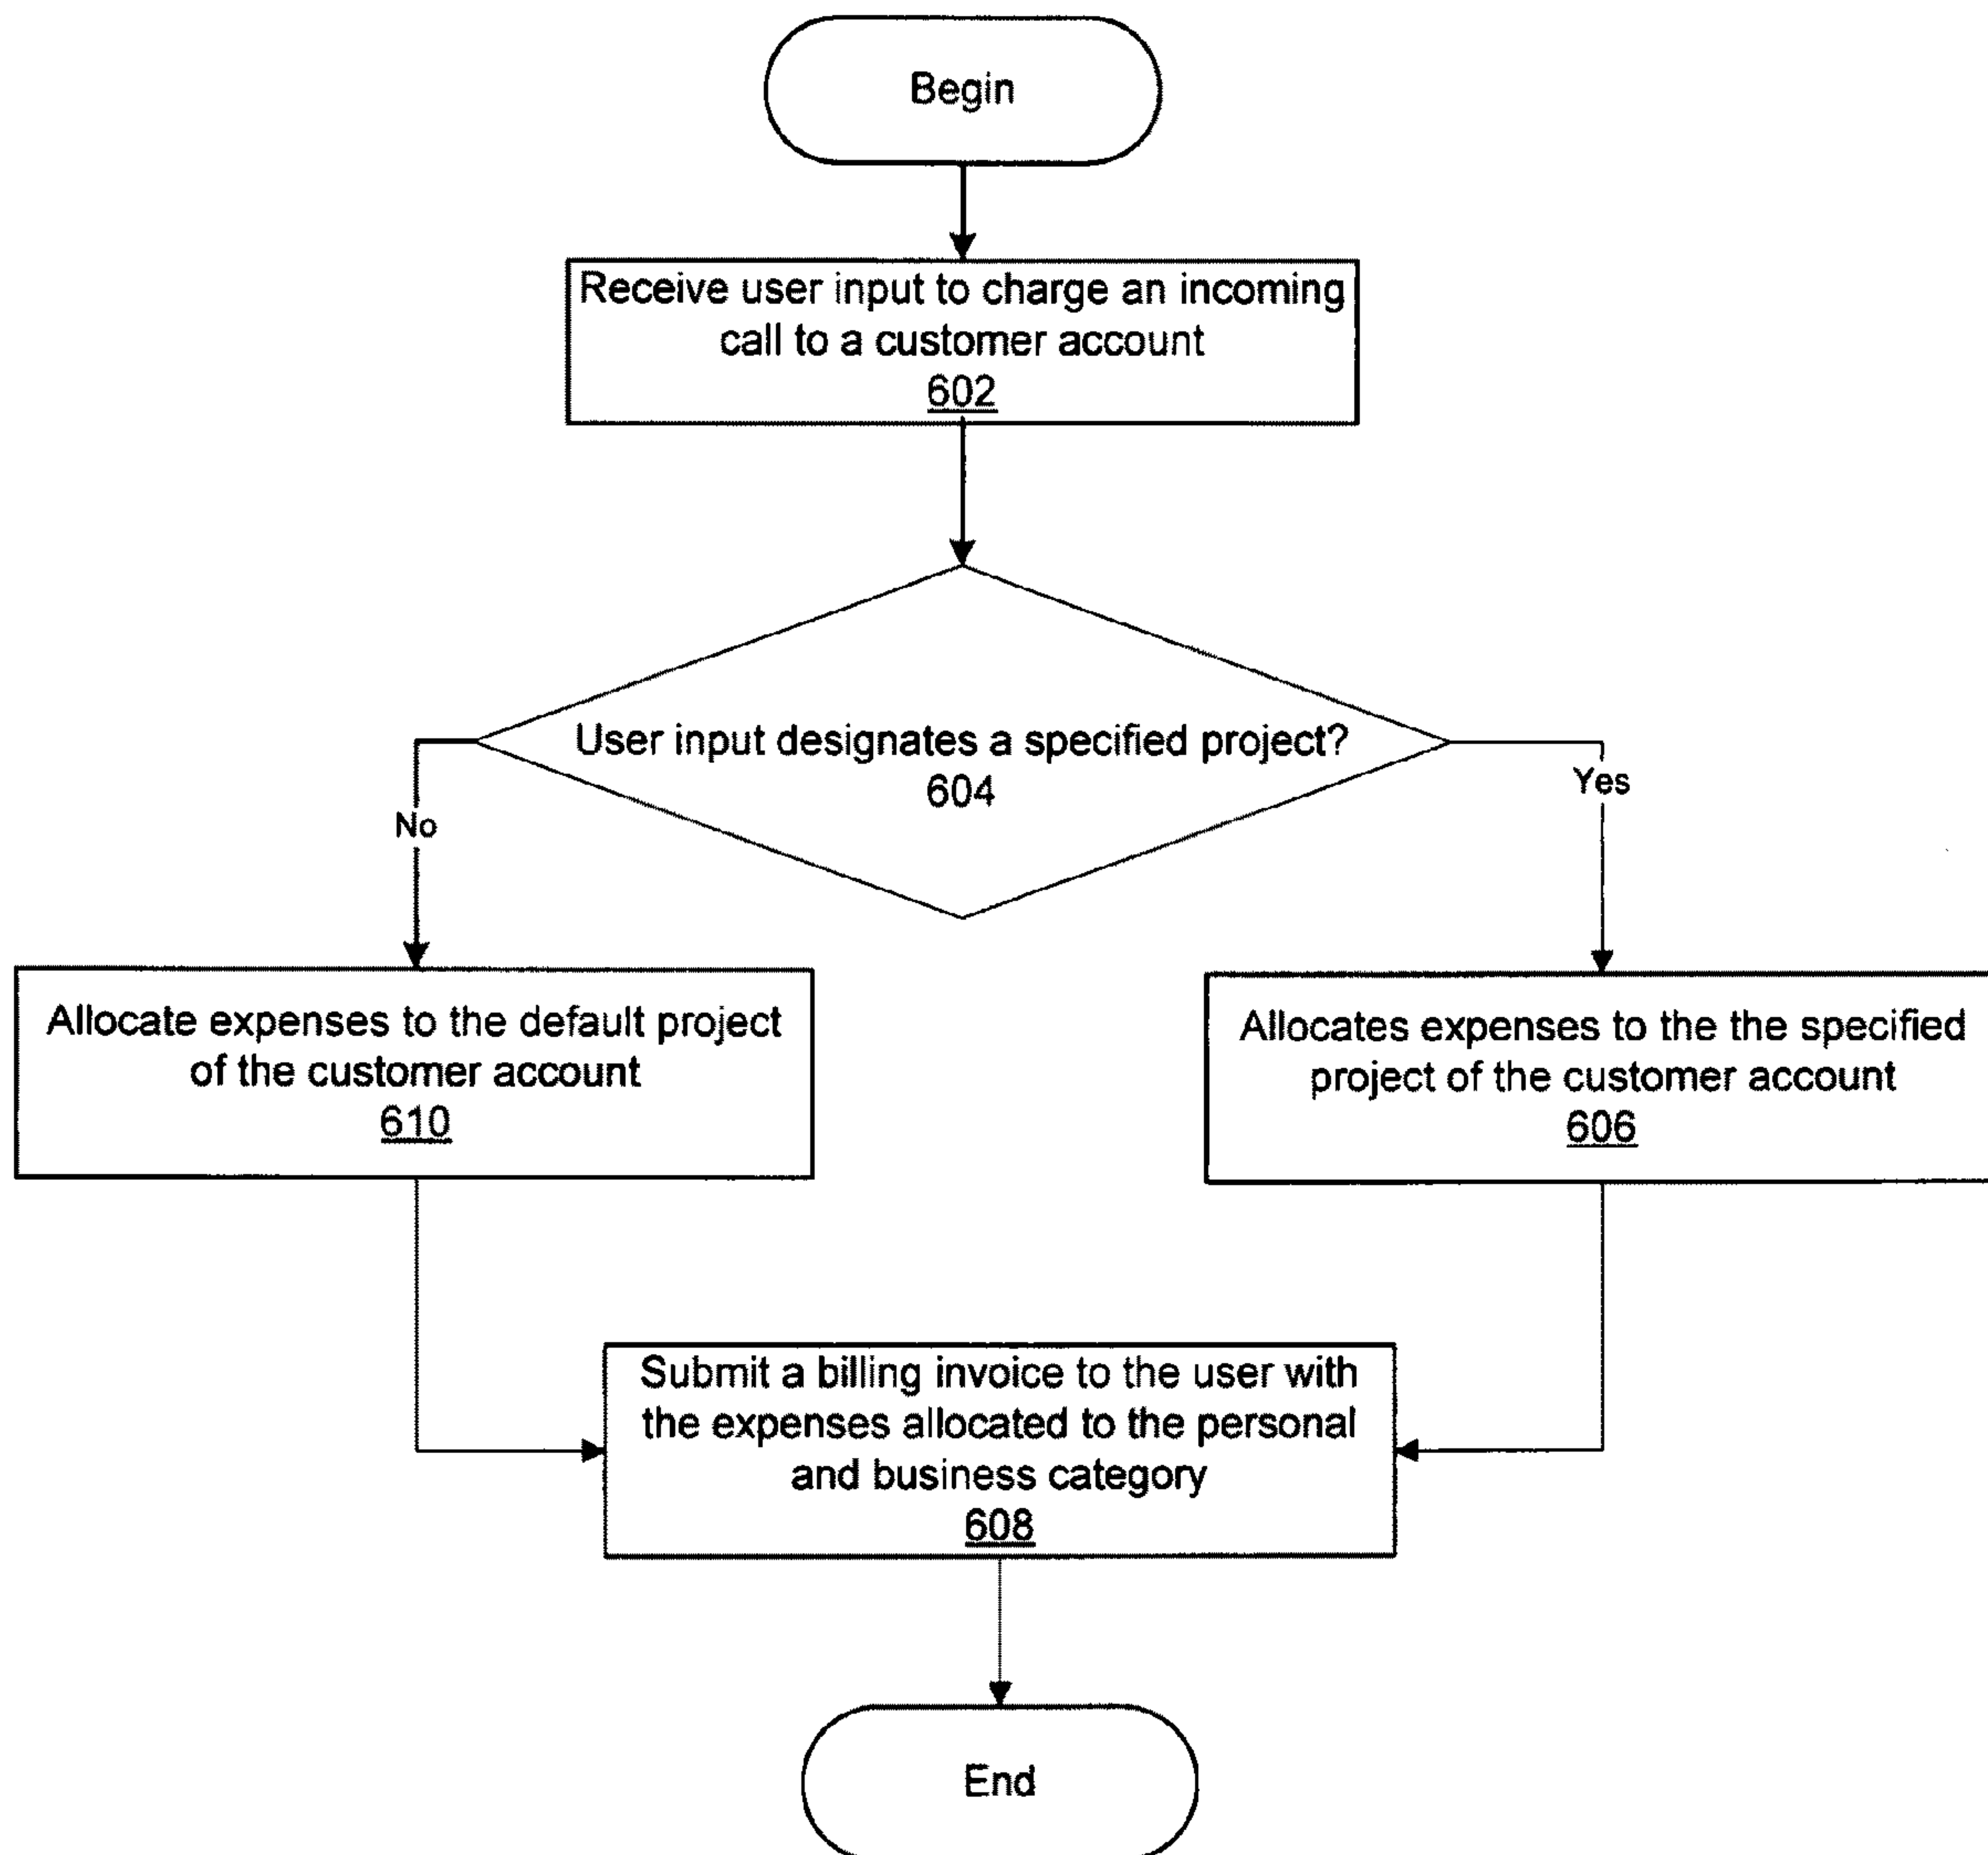 Begin
Receive user input to charge an incoming
call to a customer account
602
User input designates a specified project?
604
No
Yes
Allocate expenses to the default project
of the customer account
610
Allocates expenses to the the specified
project of the customer account
606
Submit a billing invoice to the user with
the expenses allocated to the personal
and business category
608
End